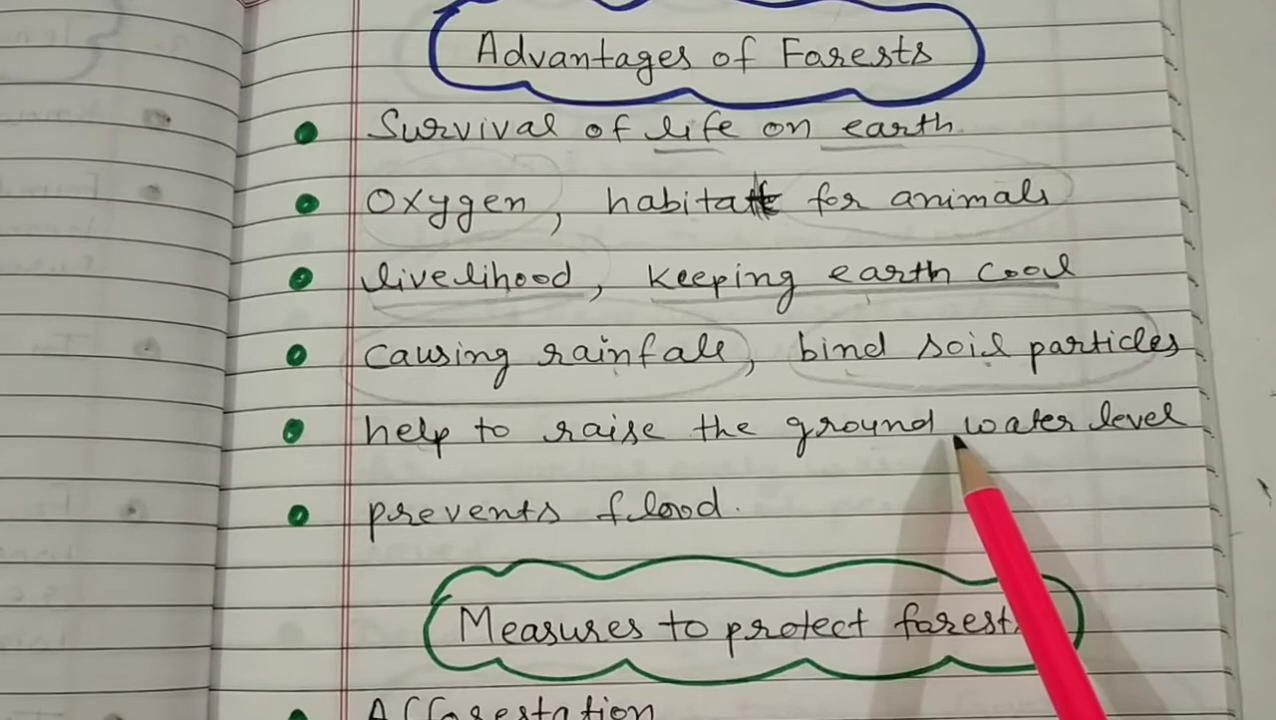 Advantages of Forests
Survival of life on earth.
Oxygen, habitat for animals
livelihood, keeping earth cool
causing rainfall, bind soil particles
help to raise the ground water level
prevents flood.
Measures to protect forest
Afforestation